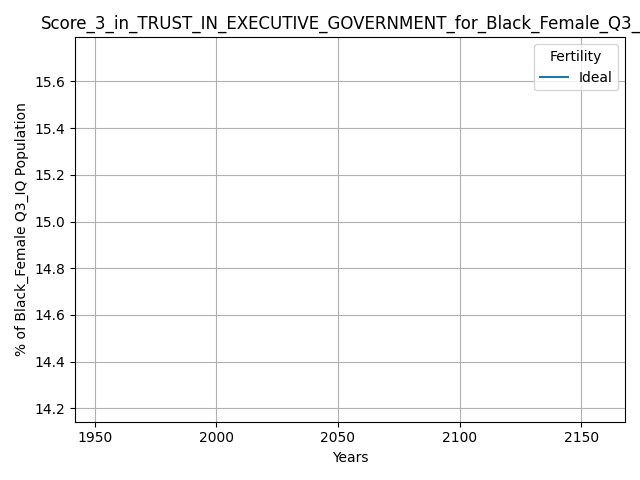 Score_3_in_TRUST_IN_EXECUTIVE_GOVERNMENT_for_Black_Female_Q3_
Fertility
Ideal
% of Black_Female Q3_IQ Population
15.6
15.4
15.2
15.0
14.8
14.6
14.4
14.2
1950 2000 2050 2100 2150
Years